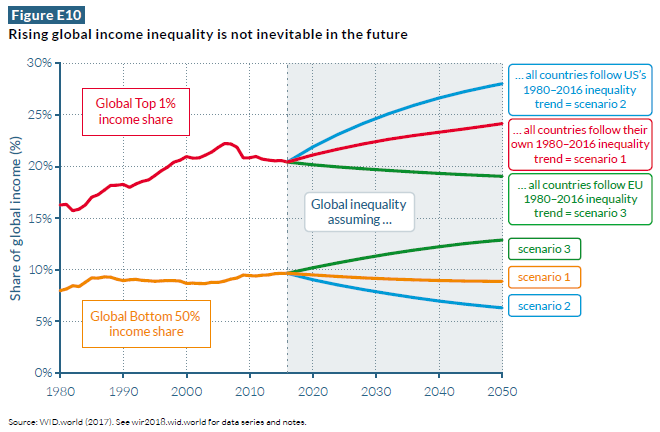 Figure E10
Rising global income inequality is not inevitable in the future
Share of global income (%)
30%
25%
20%
15%
10%
5%
0%
1980
1990
2000
2010
2020
2030
2040
2050
Global Top 1%
income share
Global Bottom 50%
income share
Global inequality
assuming ...
... all countries follow US's
1980–2016 inequality
trend = scenario 2
... all countries follow their
own 1980–2016 inequality
trend = scenario 1
... all countries follow EU
1980–2016 inequality
trend = scenario 3
scenario 3
scenario 1
scenario 2
Source: WID.world (2017). See wir2018.wid.world for data series and notes.